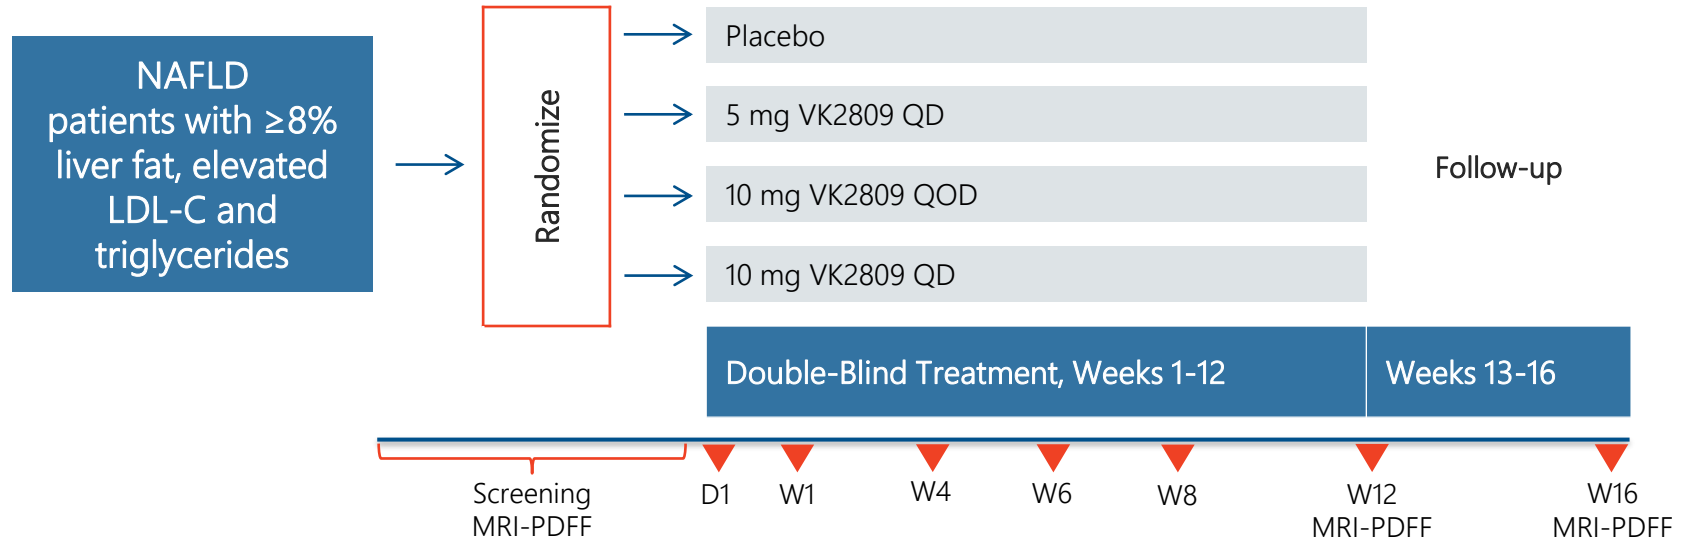 NAFLD
patients with ≥8%
liver fat, elevated
LDL-C and
triglycerides
Randomize
Placebo
5 mg VK2809 QD
10 mg VK2809 QOD
10 mg VK2809 QD
Follow-up
Double-Blind Treatment, Weeks 1-12
Weeks 13-16
Screening
MRI-PDFF
D1
W1
W4
W6
W8
W12
MRI-PDFF
W16
MRI-PDFF